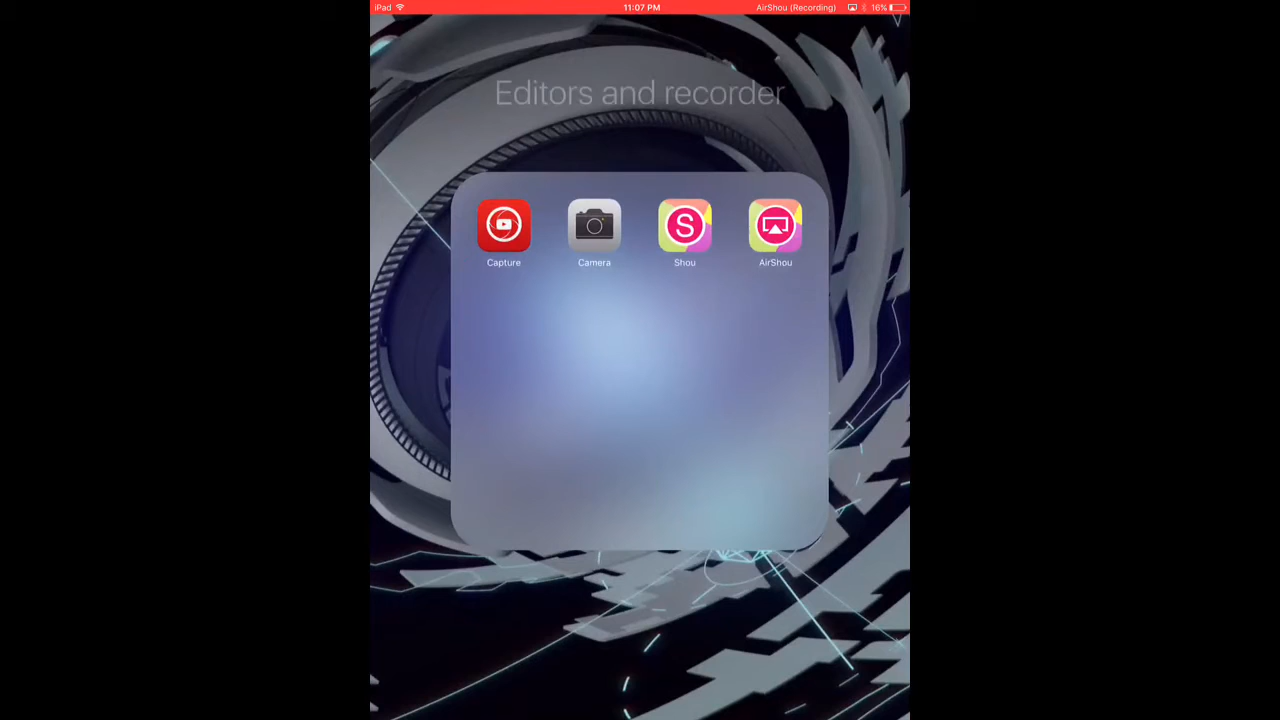 iPad 11:07 PM AirShou (Recording) 16%
Editors and recorder
S
Capture Camera Shou AirShou